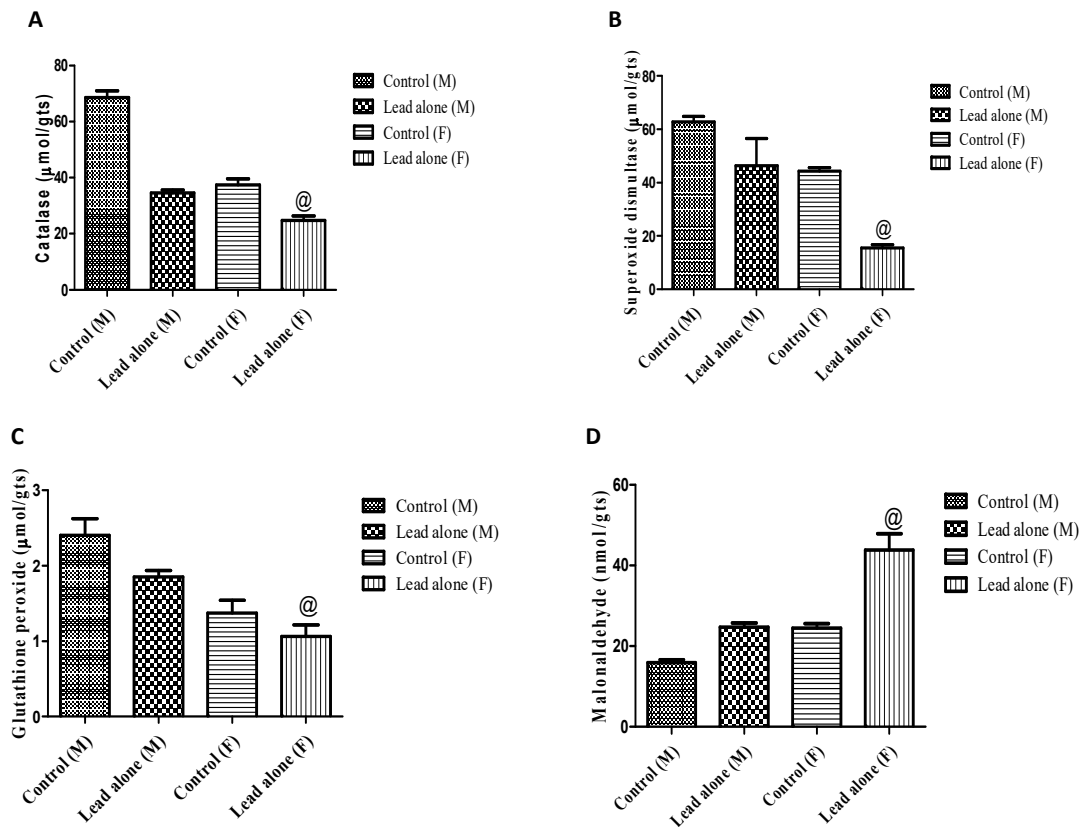 A
Catalase (μmol/gts)
80
60
40
20
0
@
Control (M)
Lead alone (M)
Control (F)
Lead alone (F)
Control (M)
Lead alone (M)
Control (F)
Lead alone (F)
B
Superoxide dismultase (μmol/gts)
80
60
40
20
0
@
Control (M)
Lead alone (M)
Control (F)
Lead alone (F)
Control (M)
Lead alone (M)
Control (F)
Lead alone (F)
C
Glutathione peroxide (μmol/gts)
3
2
1
0
@
Control (M)
Lead alone (M)
Control (F)
Lead alone (F)
Control (M)
Lead alone (M)
Control (F)
Lead alone (F)
D
Malonaldehyde (nmol/gts)
60
40
20
0
@
Control (M)
Lead alone (M)
Control (F)
Lead alone (F)
Control (M)
Lead alone (M)
Control (F)
Lead alone (F)